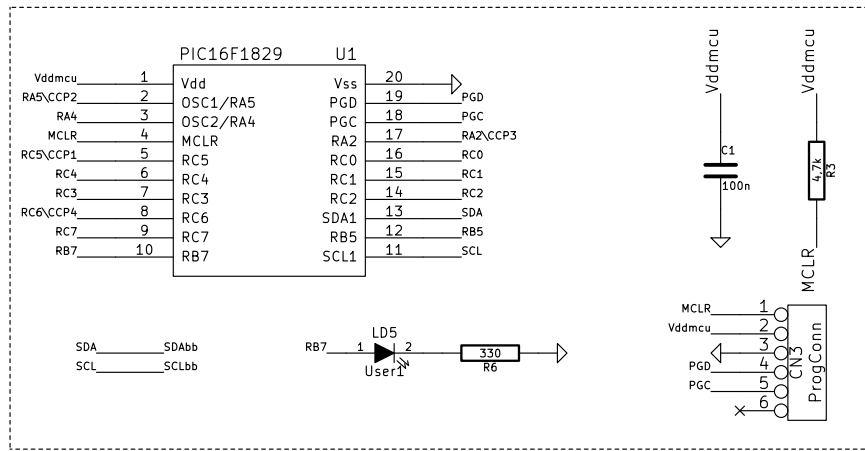 PIC16F1829 U1
Vddmcu 1 Vdd Vss 20
RA5\CCP2 2 OSC1/RA5 PGD 19 PGD
RA4 3 OSC2/RA4 PGC 18 PGC
MCLR 4 MCLR RA2 17 RA2\CCP3
RC5\CCP1 5 RC5 RC0 16 RC0
RC4 6 RC4 RC1 15 RC1
RC3 7 RC3 RC2 14 RC2
RC6\CCP4 8 RC6 SDA1 13 SDA
RC7 9 RC7 RB5 12 RB5
RB7 10 RB7 SCL1 11 SCL
Vddmcu
C1
100n
Vddmcu
4,7k
R3
MCLR
SDA SDAbb
SCL SCLbb
LD5
RB7 1 2 330
User1 R6
MCLR 1
Vddmcu 2
3
PGD 4
PGC 5
6
CN3
ProgConn